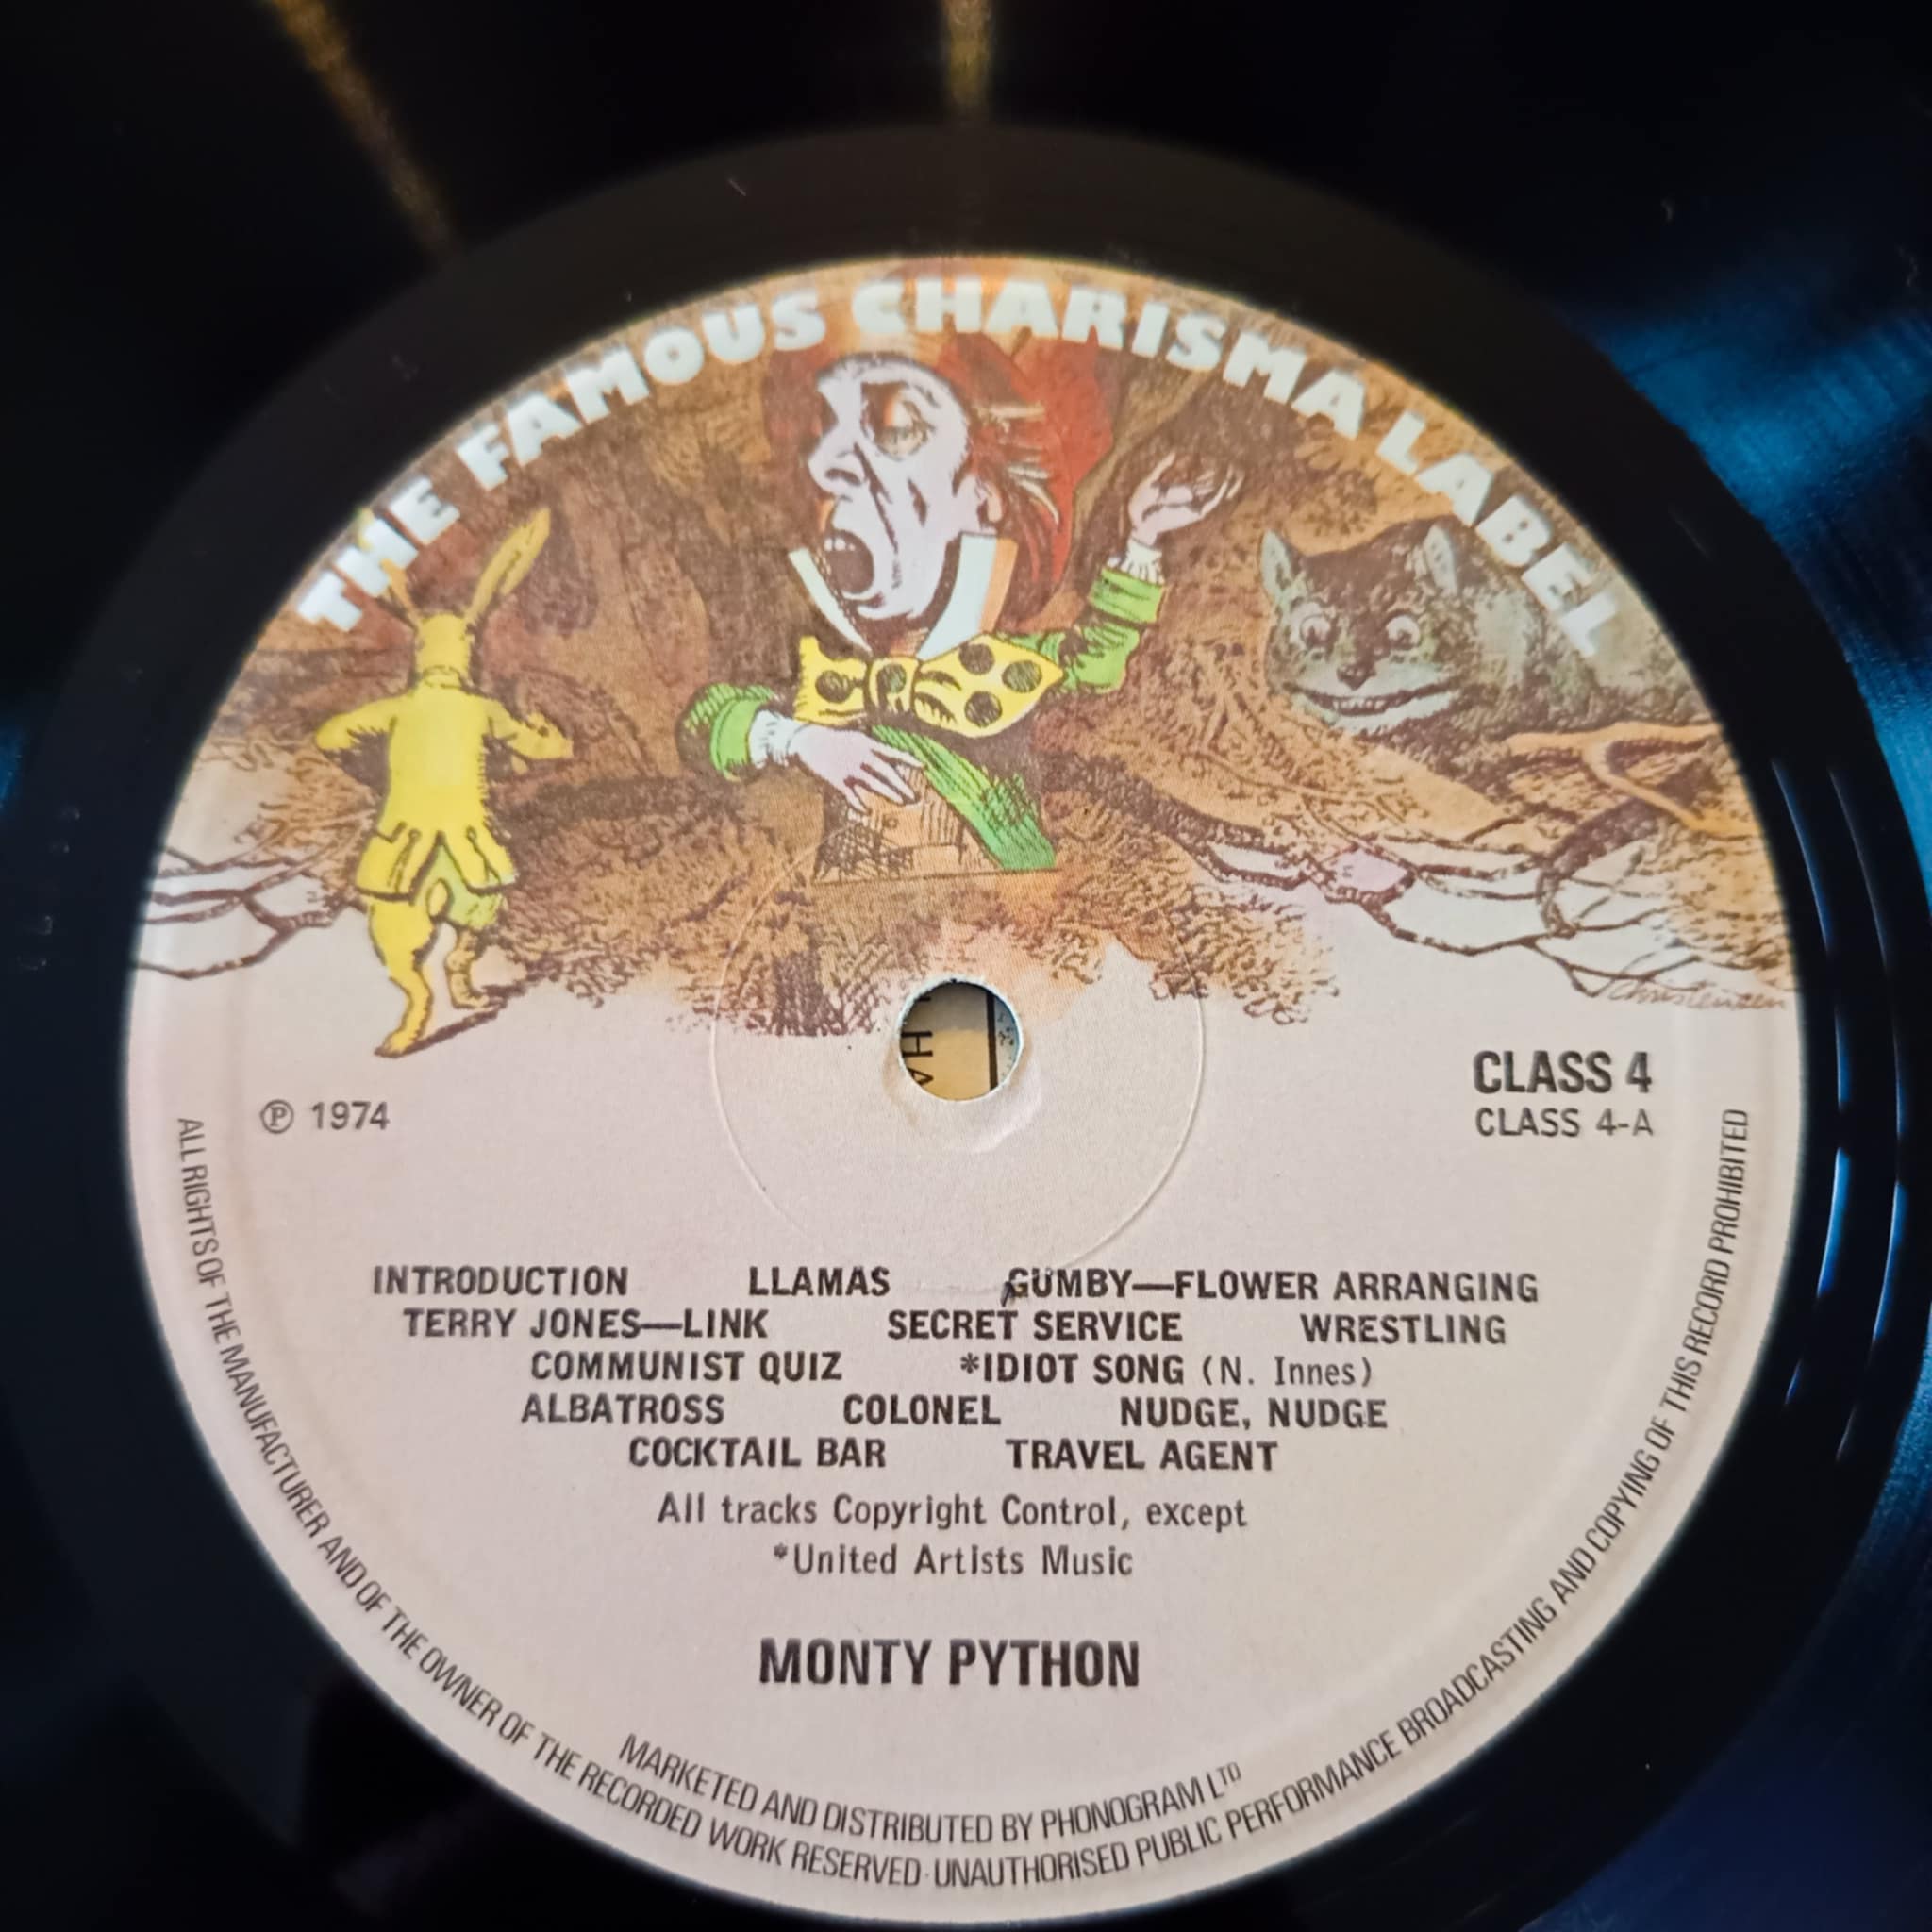 THE FAMOUS CHARISMA LABEL
Christensen
HA
℗ 1974
CLASS 4
CLASS 4-A
INTRODUCTION LLAMAS GUMBY—FLOWER ARRANGING
TERRY JONES—LINK SECRET SERVICE WRESTLING
COMMUNIST QUIZ *IDIOT SONG (N. Innes)
ALBATROSS COLONEL NUDGE, NUDGE
COCKTAIL BAR TRAVEL AGENT
All tracks Copyright Control, except
*United Artists Music
MONTY PYTHON
MARKETED AND DISTRIBUTED BY PHONOGRAM LTD
ALL RIGHTS OF THE MANUFACTURER AND OF THE OWNER OF THE RECORDED WORK RESERVED · UNAUTHORISED PUBLIC PERFORMANCE BROADCASTING AND COPYING OF THIS RECORD PROHIBITED